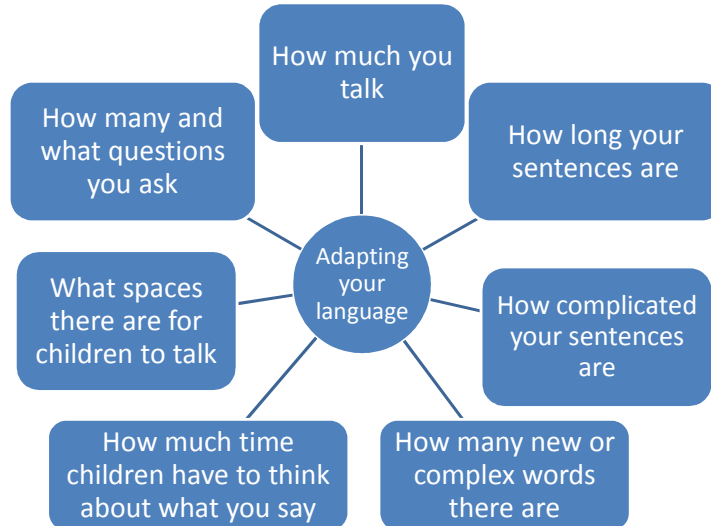 How much you
talk
How long your
sentences are
How complicated
your sentences
are
How many new or
complex words
there are
How much time
children have to think
about what you say
What spaces
there are for
children to talk
How many and
what questions
you ask
Adapting
your
language